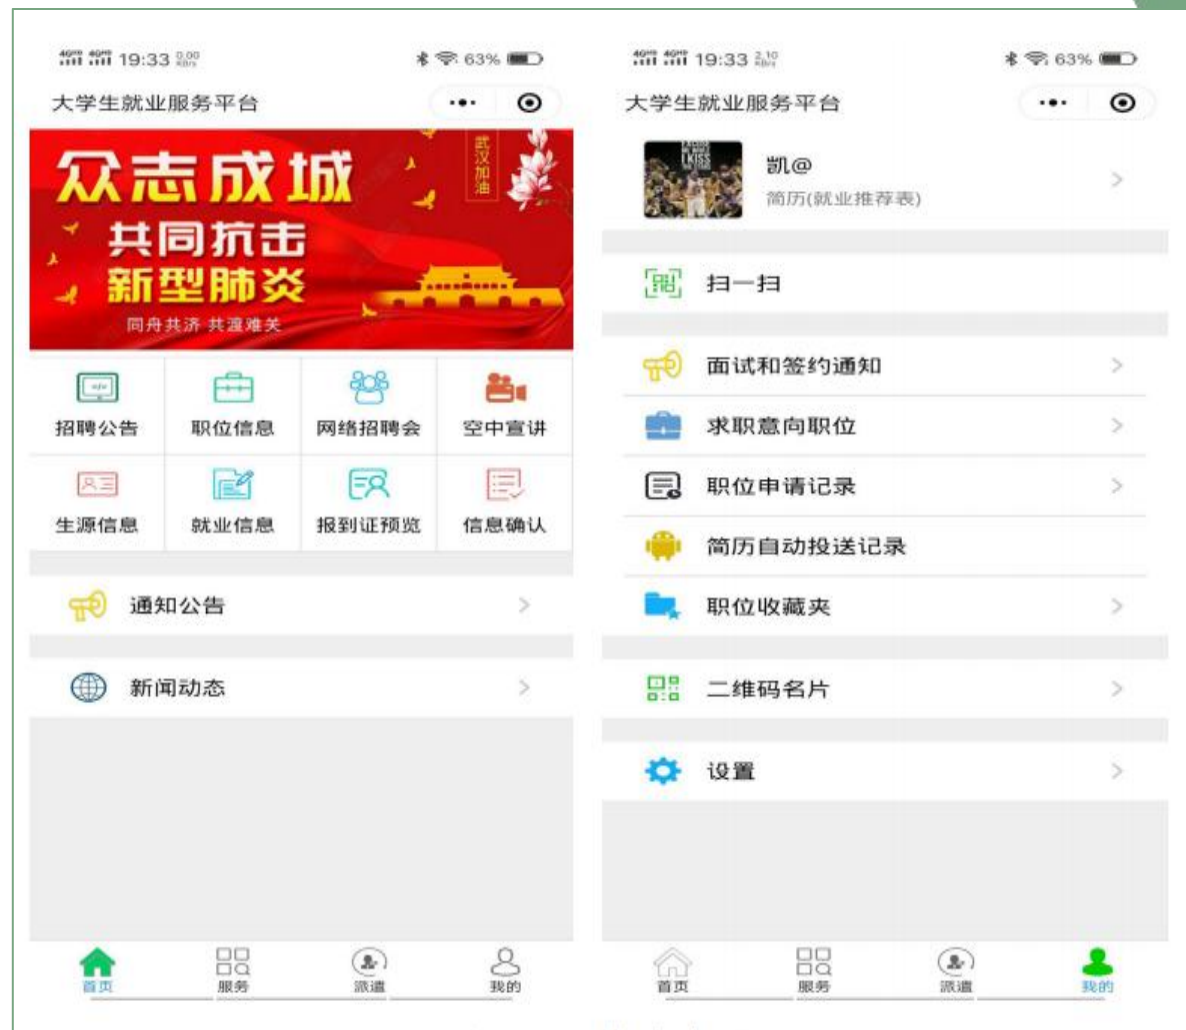 19:33
63%
大学生就业服务平台
众志成城
武汉加油
共同抗击
新型肺炎
同舟共济 共渡难关
招聘公告
职位信息
网络招聘会
空中宣讲
生源信息
就业信息
报到证预览
信息确认
通知公告
新闻动态
首页
服务
派遣
我的
19:33
63%
大学生就业服务平台
凯@
简历(就业推荐表)
扫一扫
面试和签约通知
求职意向职位
职位申请记录
简历自动投送记录
职位收藏夹
二维码名片
设置
首页
服务
派遣
我的